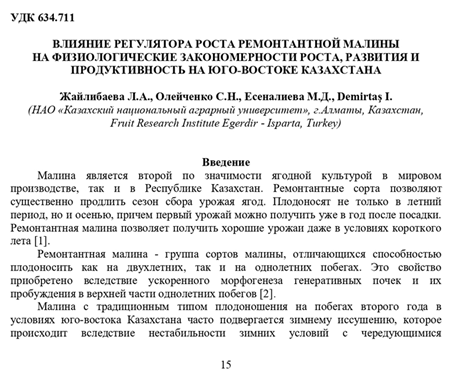 УДК 634.711
ВЛИЯНИЕ РЕГУЛЯТОРА РОСТА РЕМОНТАНТНОЙ МАЛИНЫ
НА ФИЗИОЛОГИЧЕСКИЕ ЗАКОНОМЕРНОСТИ РОСТА, РАЗВИТИЯ И
ПРОДУКТИВНОСТЬ НА ЮГО-ВОСТОКЕ КАЗАХСТАНА
Жайлибаева Л.А., Олейченко С.Н., Есеналиева М.Д., Demirtaş I.
(НАО «Казахский национальный аграрный университет», г.Алматы, Казахстан,
Fruit Research Institute Egerdir - Isparta, Turkey)
Введение
Малина является второй по значимости ягодной культурой в мировом
производстве, так и в Республике Казахстан. Ремонтантные сорта позволяют
существенно продлить сезон сбора урожая ягод. Плодоносят не только в летний
период, но и осенью, причем первый урожай можно получить уже в год после посадки.
Ремонтантная малина позволяет получить хорошие урожаи даже в условиях короткого
лета [1].
Ремонтантная малина - группа сортов малины, отличающихся способностью
плодоносить как на двухлетних, так и на однолетних побегах. Это свойство
приобретено вследствие ускоренного морфогенеза генеративных почек и их
пробуждения в верхней части однолетних побегов [2].
Малина с традиционным типом плодоношения на побегах второго года в
условиях юго-востока Казахстана часто подвергается зимнему иссушению, которое
происходит вследствие нестабильности зимних условий с чередующимися
15